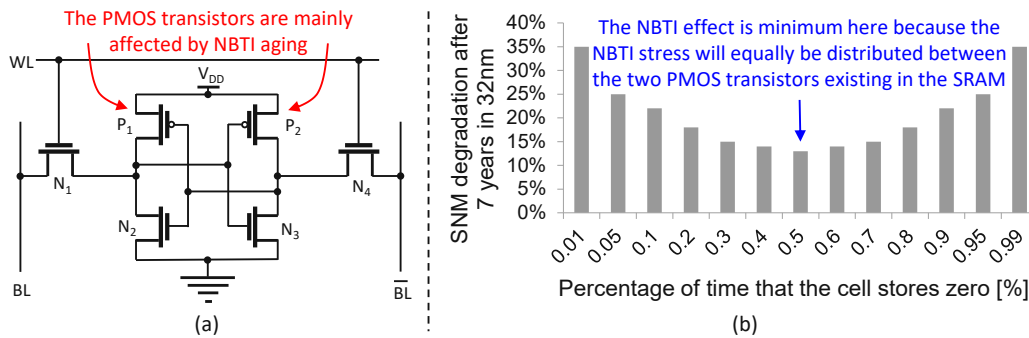 The PMOS transistors are mainly
affected by NBTI aging
WL
V_DD
P_1
P_2
N_1
N_4
N_2
N_3
BL
B̅L̅
(a)
SNM degradation after
7 years in 32nm
40%
35%
30%
25%
20%
15%
10%
5%
0%
The NBTI effect is minimum here because the
NBTI stress will equally be distributed between
the two PMOS transistors existing in the SRAM
0.01
0.05
0.1
0.2
0.3
0.4
0.5
0.6
0.7
0.8
0.9
0.95
0.99
Percentage of time that the cell stores zero [%]
(b)